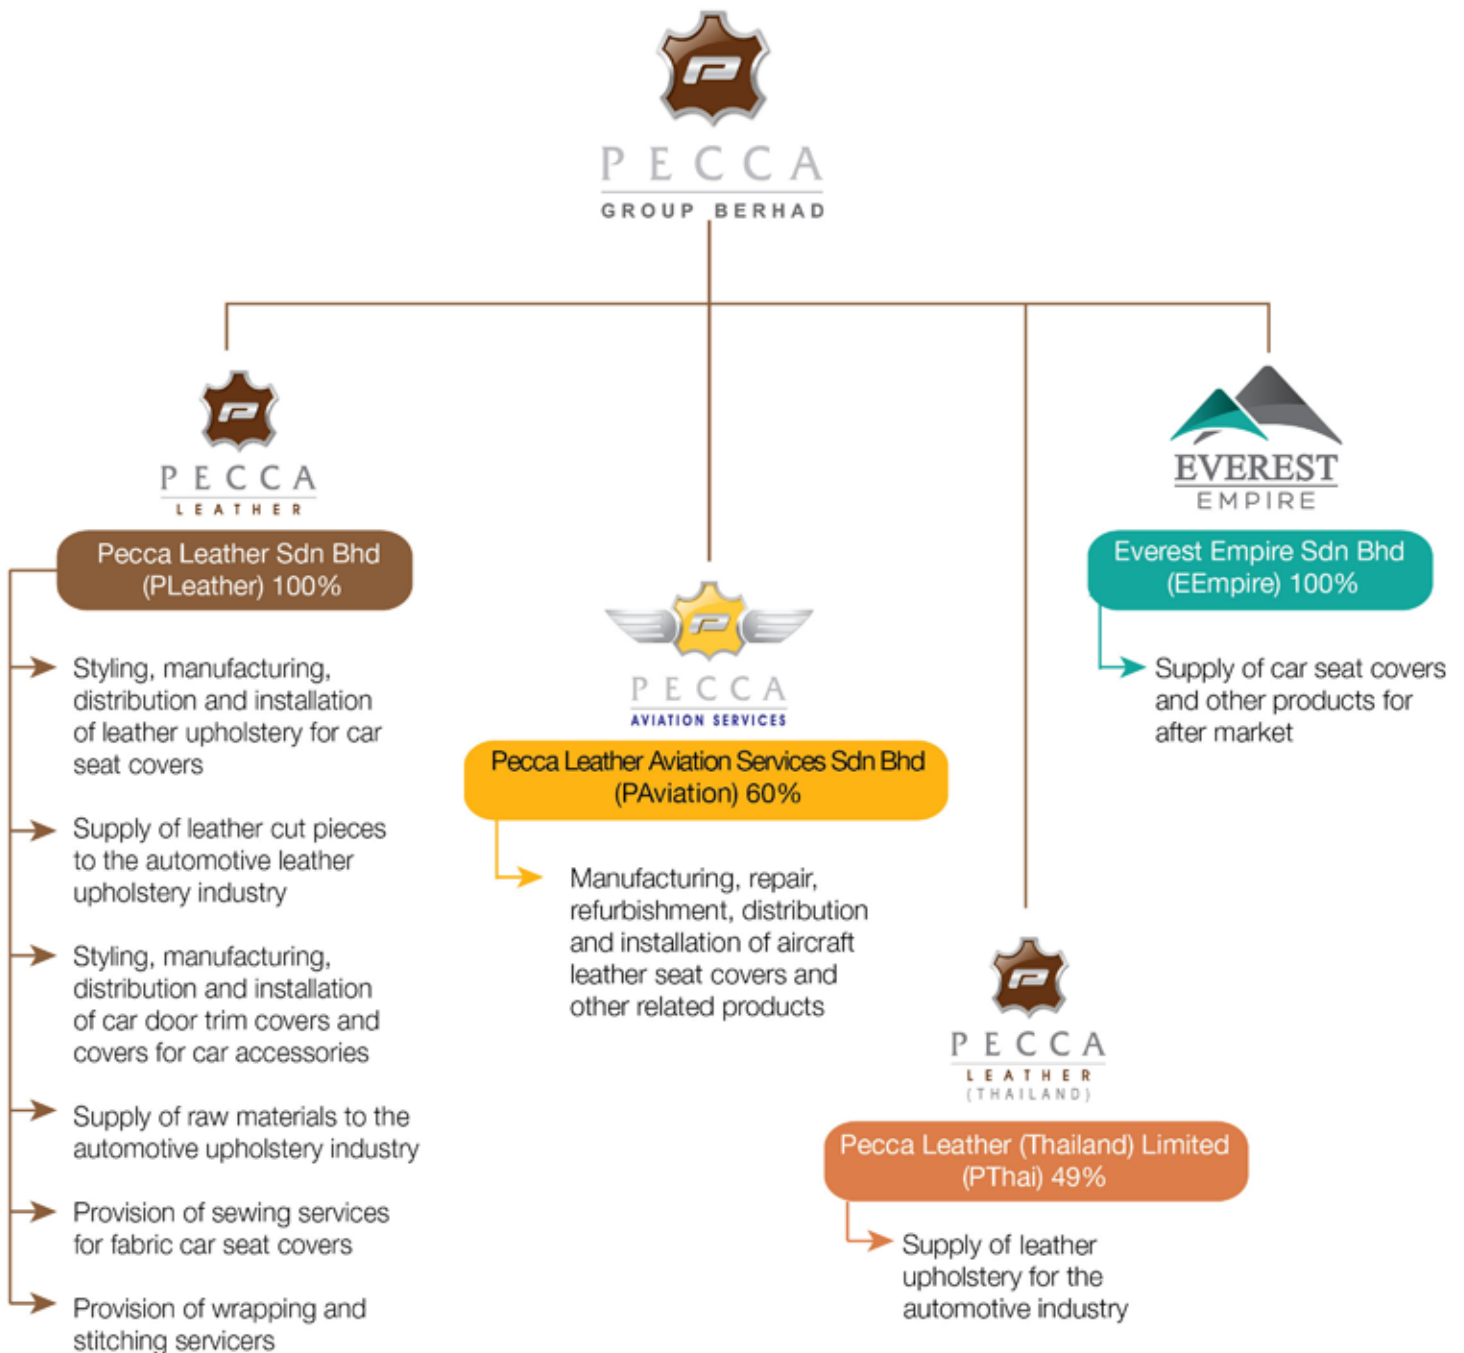 PECCA
GROUP BERHAD
PECCA
LEATHER
Pecca Leather Sdn Bhd
(PLeather) 100%
Styling, manufacturing,
distribution and installation
of leather upholstery for car
seat covers
Supply of leather cut pieces
to the automotive leather
upholstery industry
Styling, manufacturing,
distribution and installation
of car door trim covers and
covers for car accessories
Supply of raw materials to the
automotive upholstery industry
Provision of sewing services
for fabric car seat covers
Provision of wrapping and
stitching servicers
PECCA
AVIATION SERVICES
Pecca Leather Aviation Services Sdn Bhd
(PAviation) 60%
Manufacturing, repair,
refurbishment, distribution
and installation of aircraft
leather seat covers and
other related products
PECCA
LEATHER
(THAILAND)
Pecca Leather (Thailand) Limited
(PThai) 49%
Supply of leather
upholstery for the
automotive industry
EVEREST
EMPIRE
Everest Empire Sdn Bhd
(EEmpire) 100%
Supply of car seat covers
and other products for
after market